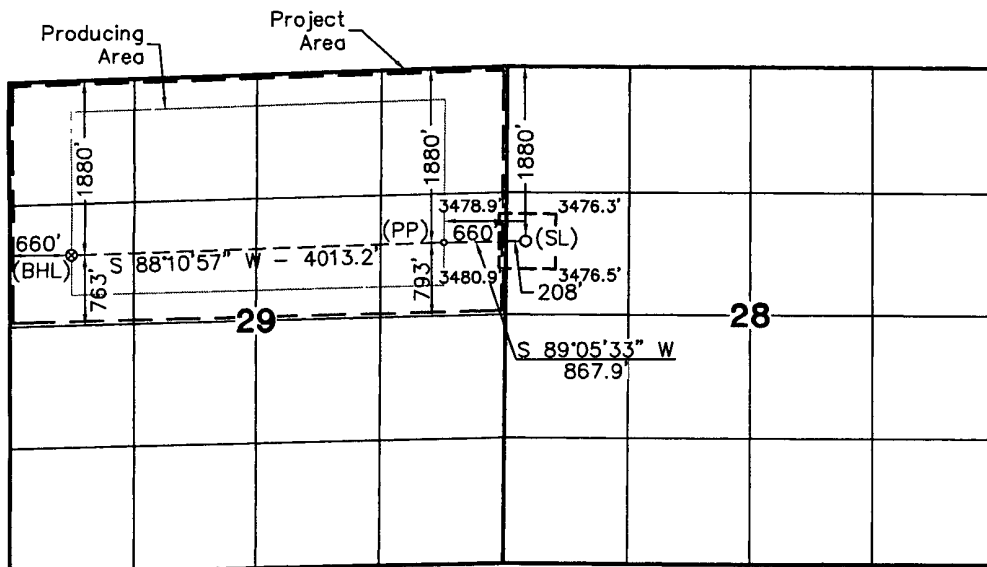 Producing
Area
Project
Area
1880'
1880'
1880'
3478.9'
3476.3'
660'
(BHL)
S 88°10'57" W - 4013.2'
(PP)
660
(SL)
763'
793'
3480.9'
3476.5'
208'
29
28
S 89°05'33" W
867.9'